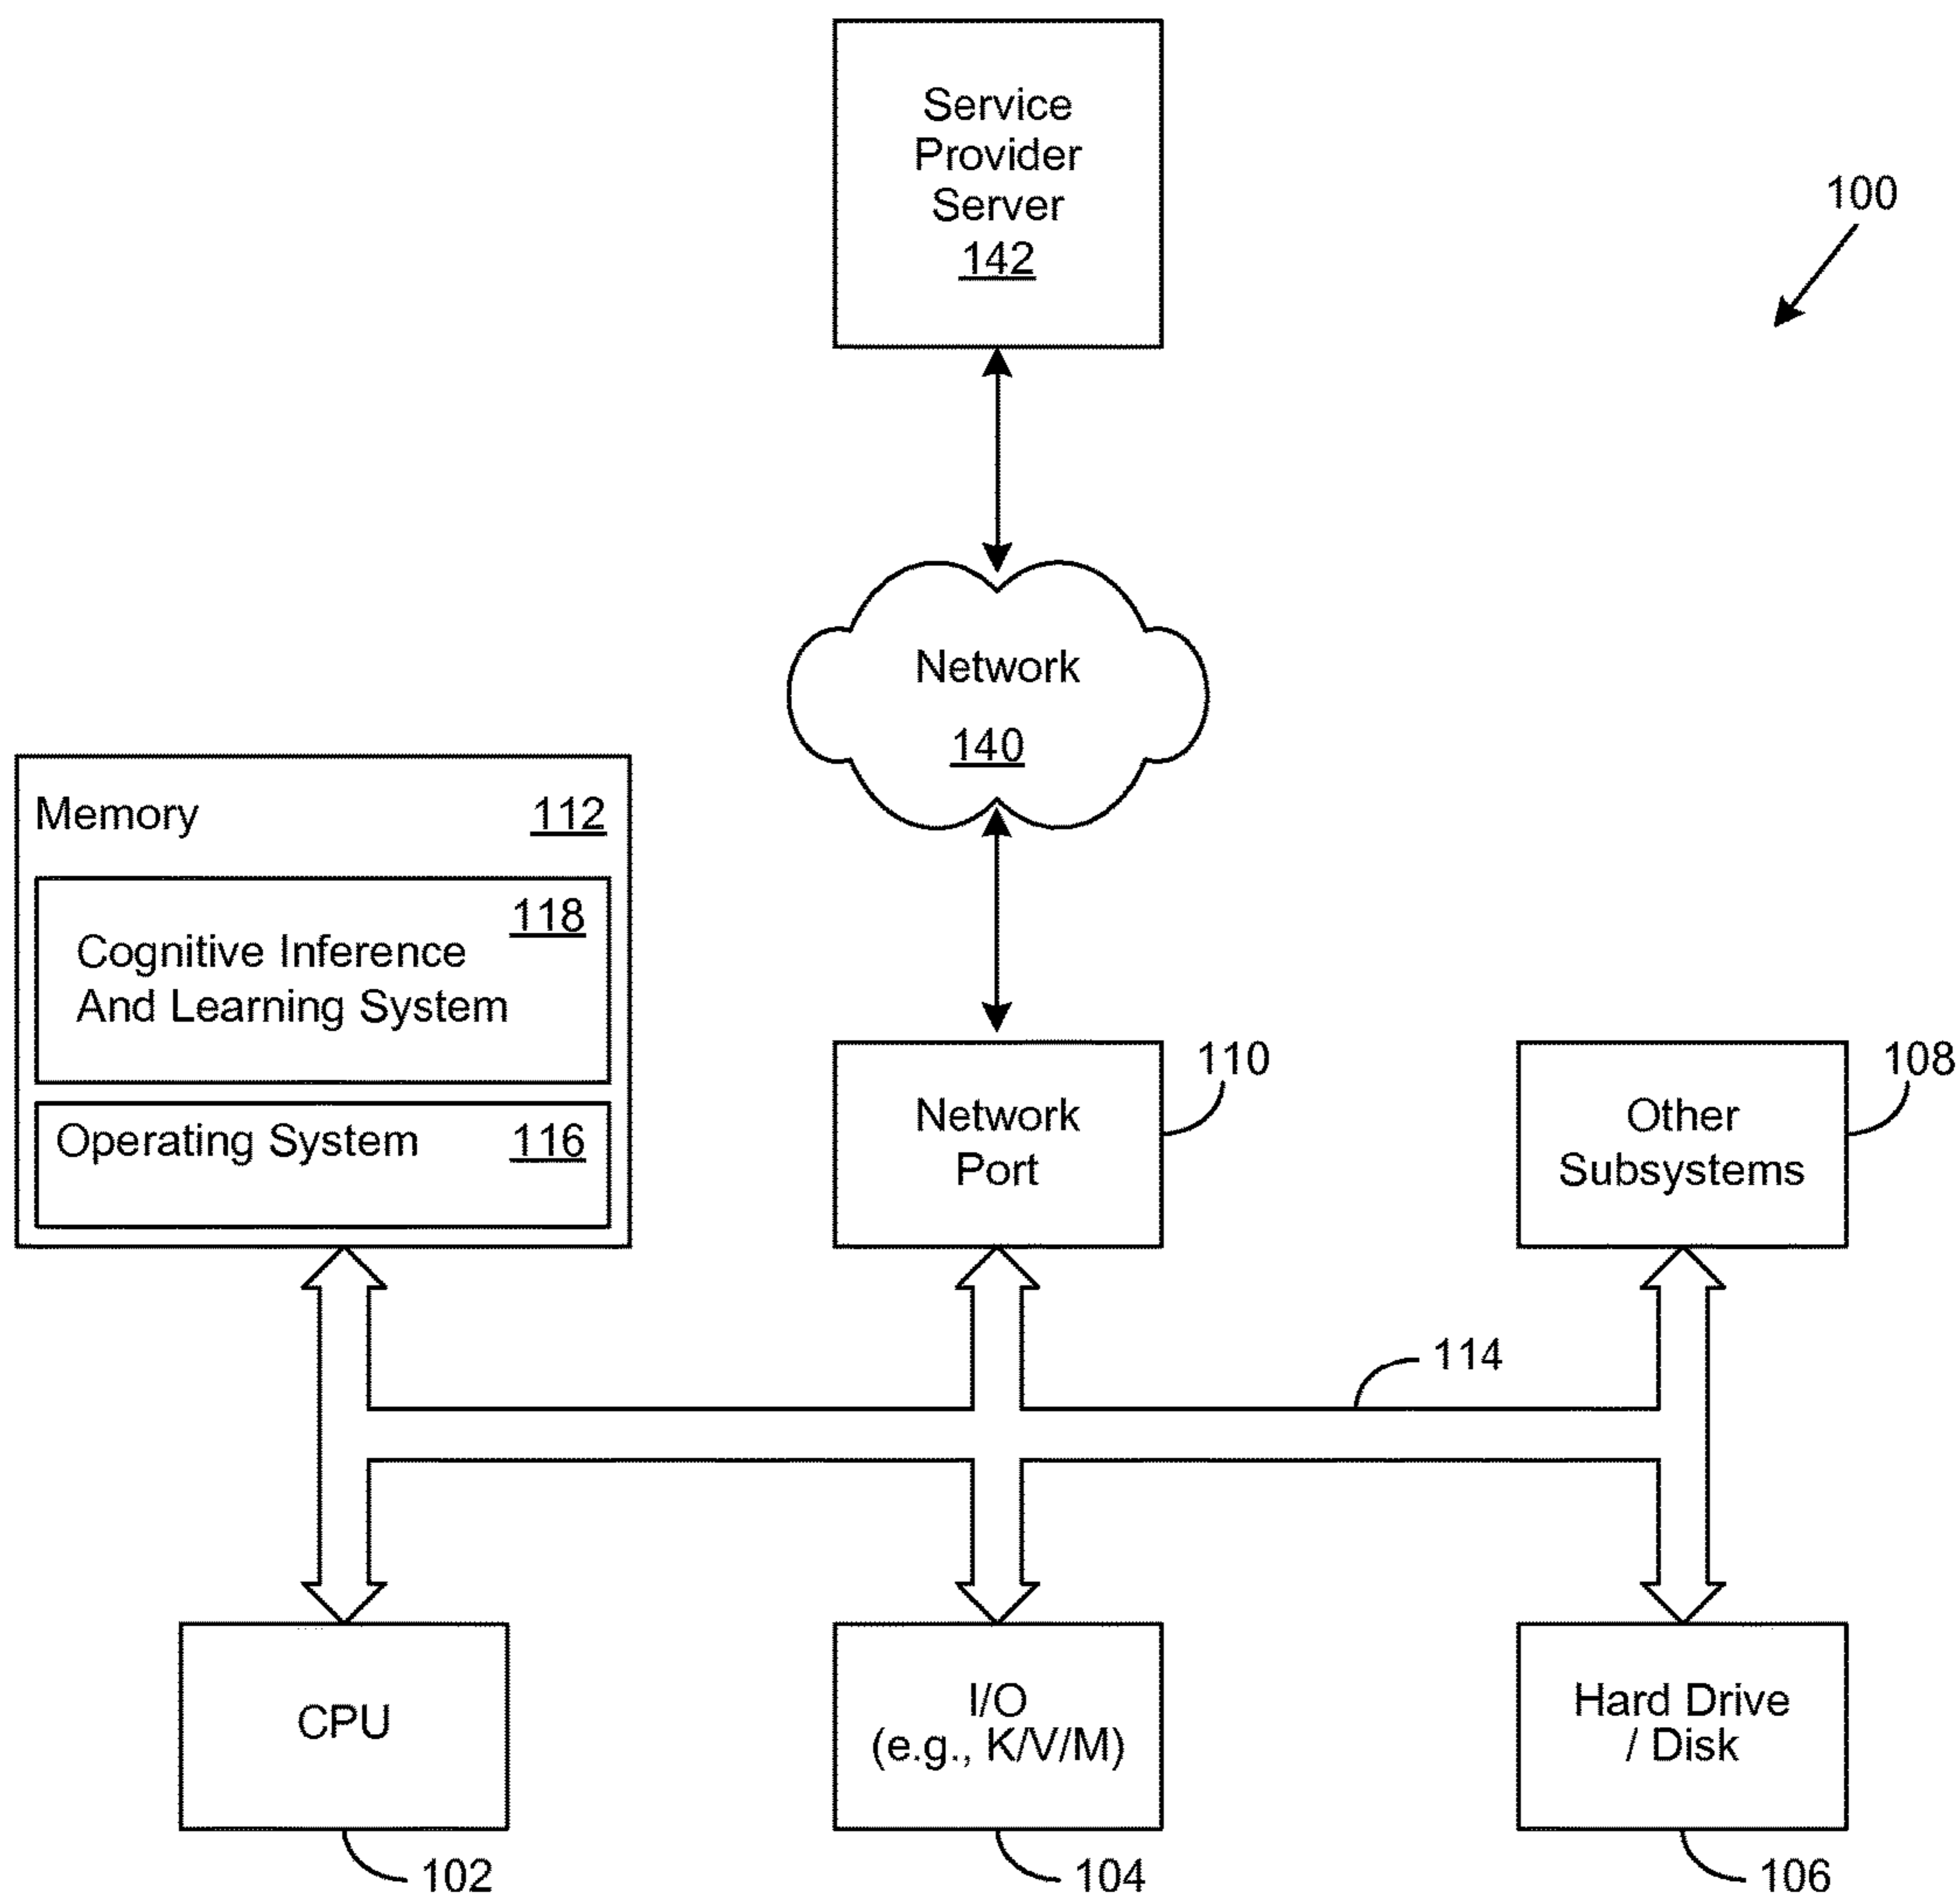 Service
Provider
Server
142
100
Network
140
Memory 112
118
Cognitive Inference
And Learning System
Operating System 116
Network
Port
110
Other
Subsystems
108
114
CPU
102
I/O
(e.g., K/V/M)
104
Hard Drive
/ Disk
106